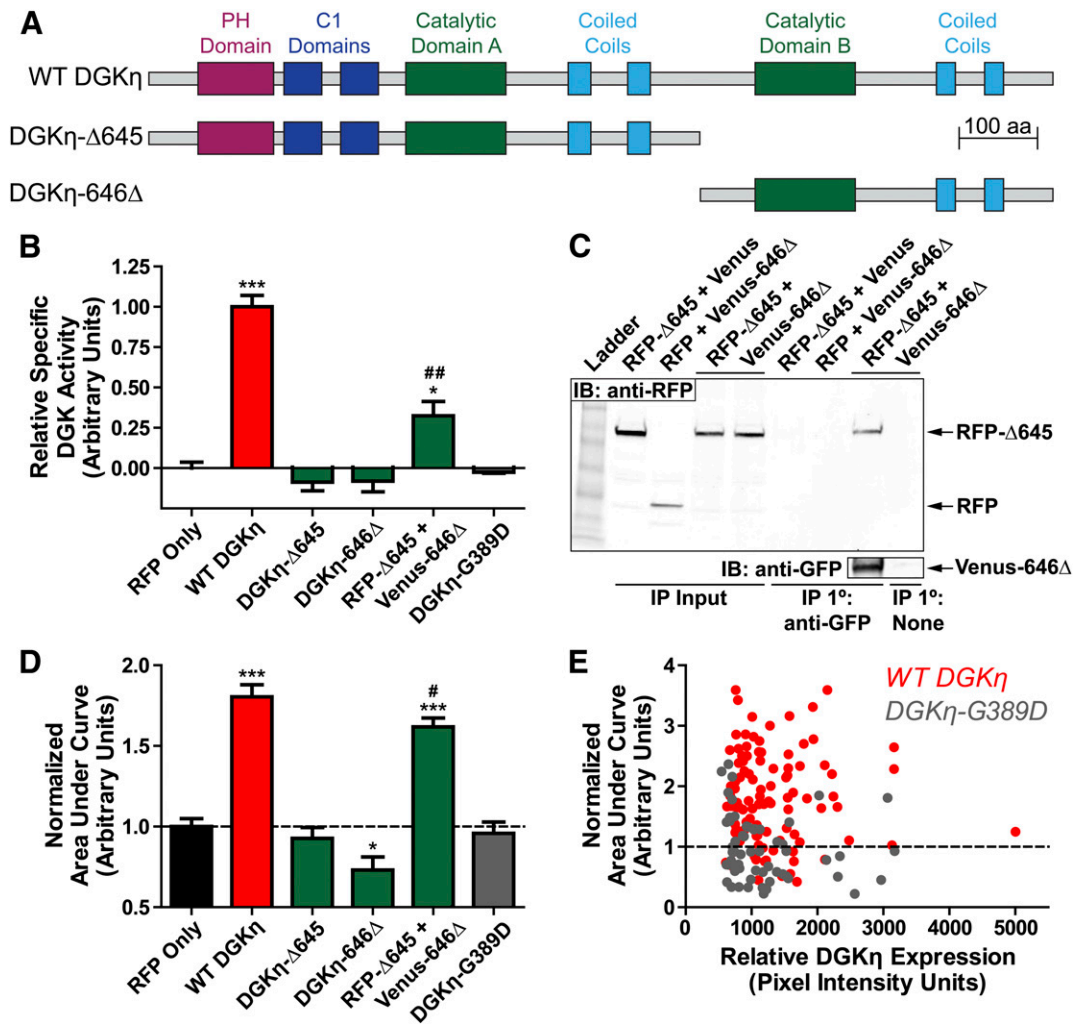 A
PH
Domain
C1
Domains
Catalytic
Domain A
Coiled
Coils
Catalytic
Domain B
Coiled
Coils
WT DGKη
DGKη-Δ645
100 aa
DGKη-646Δ
B
Relative Specific
DGK Activity
(Arbitrary Units)
1.25
1.00
0.75
0.50
0.25
0.00
***
##
*
RFP Only
WT DGKη
DGKη-Δ645
DGKη-646Δ
RFP-Δ645 +
Venus-646Δ
DGKη-G389D
C
Ladder
RFP-Δ645 + Venus
RFP + Venus-646Δ
RFP-Δ645 +
Venus-646Δ
RFP-Δ645 + Venus
RFP + Venus-646Δ
RFP-Δ645 +
Venus-646Δ
IB: anti-RFP
RFP-Δ645
RFP
IB: anti-GFP
Venus-646Δ
IP Input
IP 1º:
anti-GFP
IP 1º:
None
D
Normalized
Area Under Curve
(Arbitrary Units)
2.0
1.5
1.0
0.5
***
*
#
***
RFP Only
WT DGKη
DGKη-Δ645
DGKη-646Δ
RFP-Δ645 +
Venus-646Δ
DGKη-G389D
E
Normalized
Area Under Curve
(Arbitrary Units)
4
3
2
1
0
WT DGKη
DGKη-G389D
0 1000 2000 3000 4000 5000
Relative DGKη Expression
(Pixel Intensity Units)